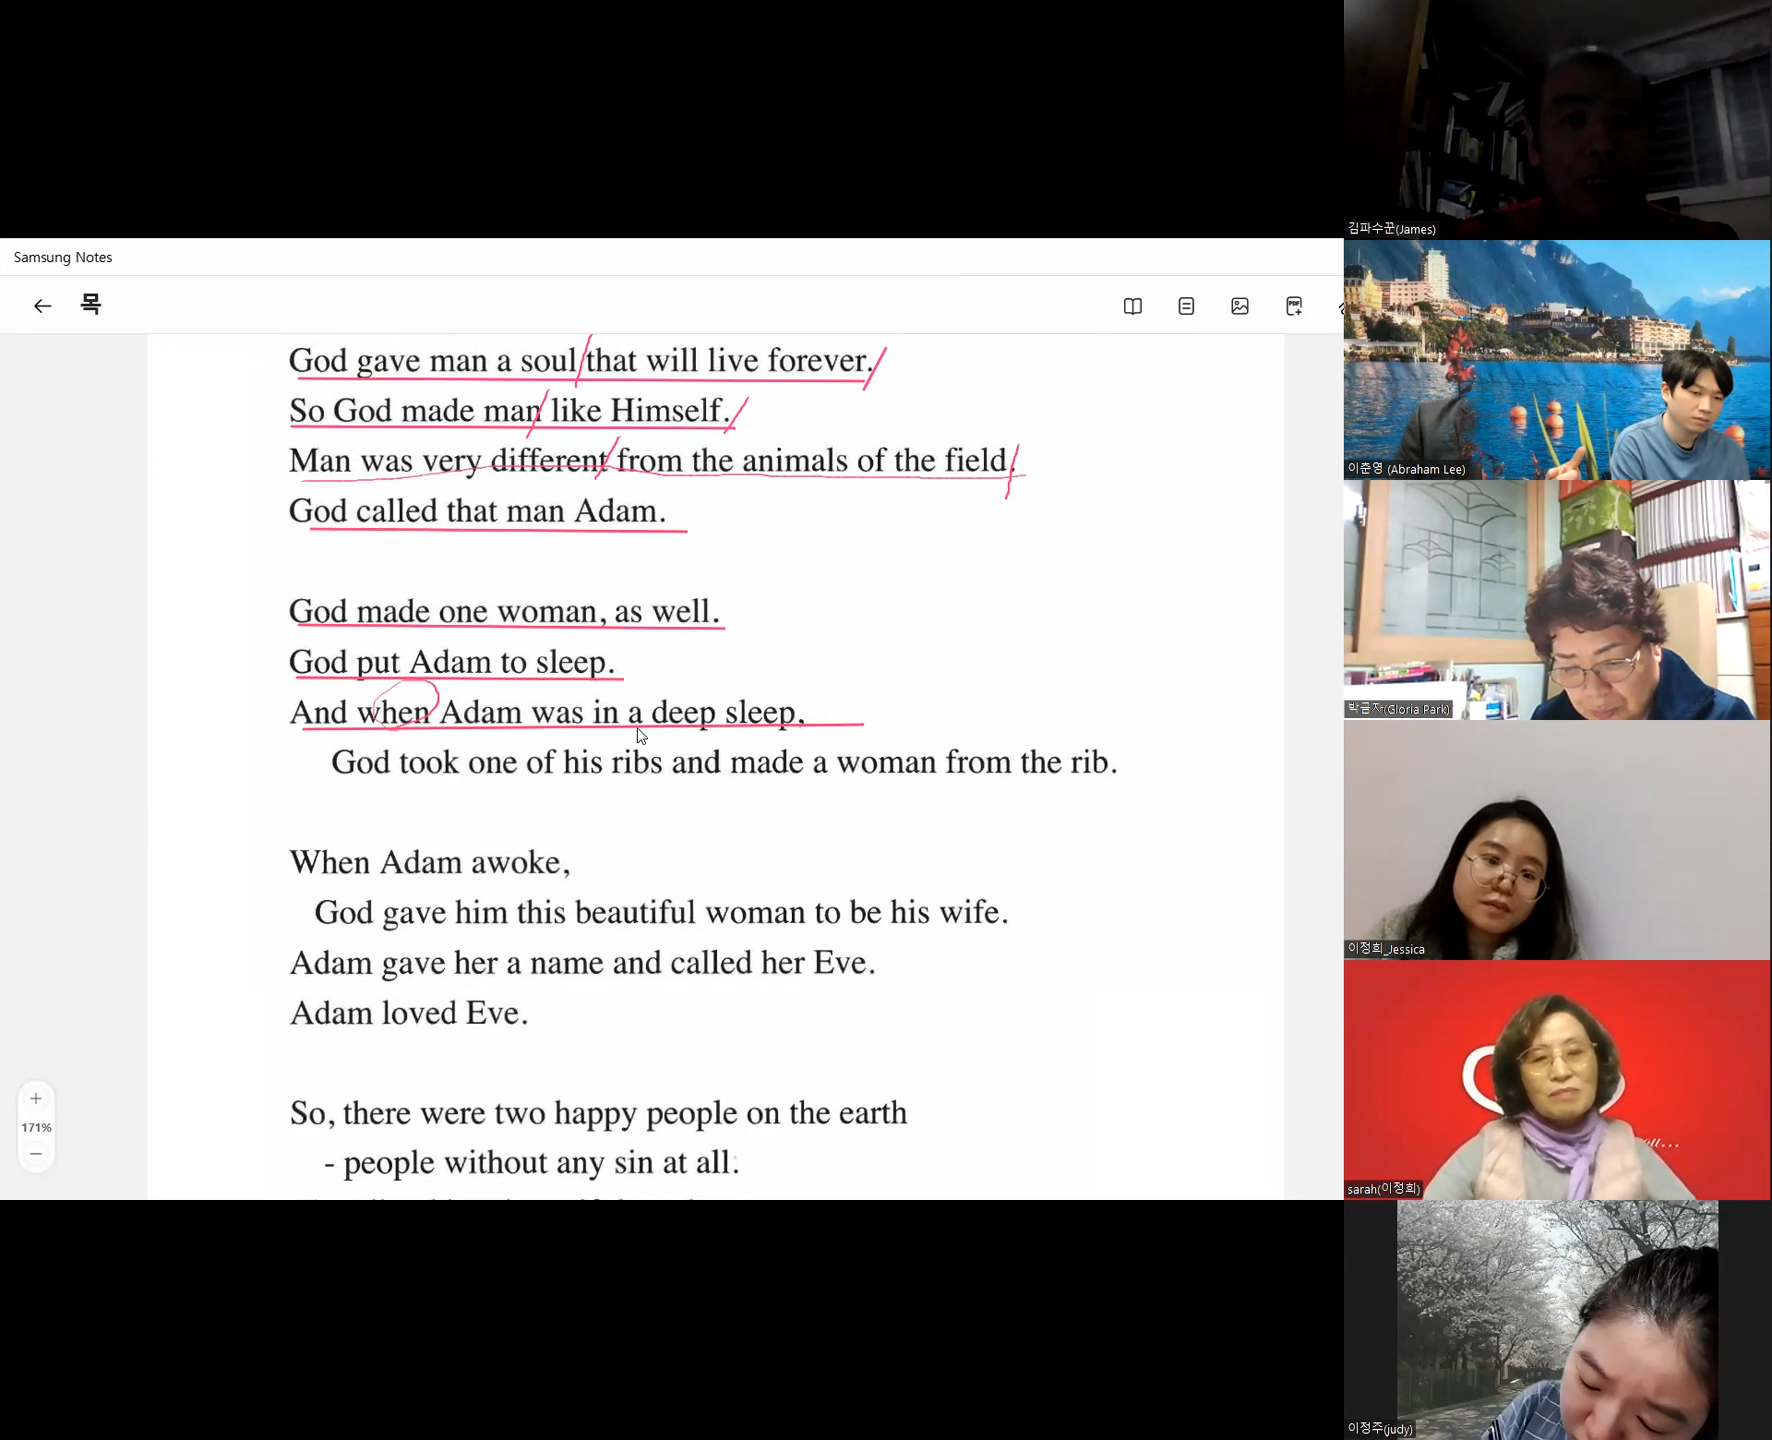 Samsung Notes
목
PDF
God gave man a soul that will live forever.
So God made man like Himself.
Man was very different from the animals of the field.
God called that man Adam.
God made one woman, as well.
God put Adam to sleep.
And when Adam was in a deep sleep,
God took one of his ribs and made a woman from the rib.
When Adam awoke,
God gave him this beautiful woman to be his wife.
Adam gave her a name and called her Eve.
Adam loved Eve.
So, there were two happy people on the earth
- people without any sin at all.
171%
김파수꾼(James)
이춘영 (Abraham Lee)
박금자(Gloria Park)
이정희_Jessica
sarah(이정희)
이정주(judy)